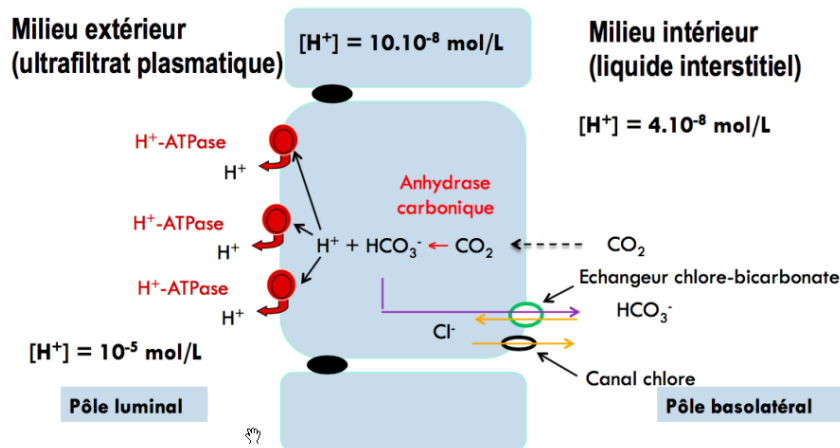 Milieu extérieur
(ultrafiltrat plasmatique)
[H⁺] = 10.10⁻⁸ mol/L
Milieu intérieur
(liquide interstitiel)
[H⁺] = 4.10⁻⁸ mol/L
H⁺-ATPase
H⁺
Anhydrase
carbonique
H⁺-ATPase
H⁺
H⁺ + HCO₃⁻ ← CO₂
CO₂
H⁺-ATPase
H⁺
Echangeur chlore-bicarbonate
HCO₃⁻
Cl⁻
[H⁺] = 10⁻⁵ mol/L
Canal chlore
Pôle luminal
Pôle basolatéral